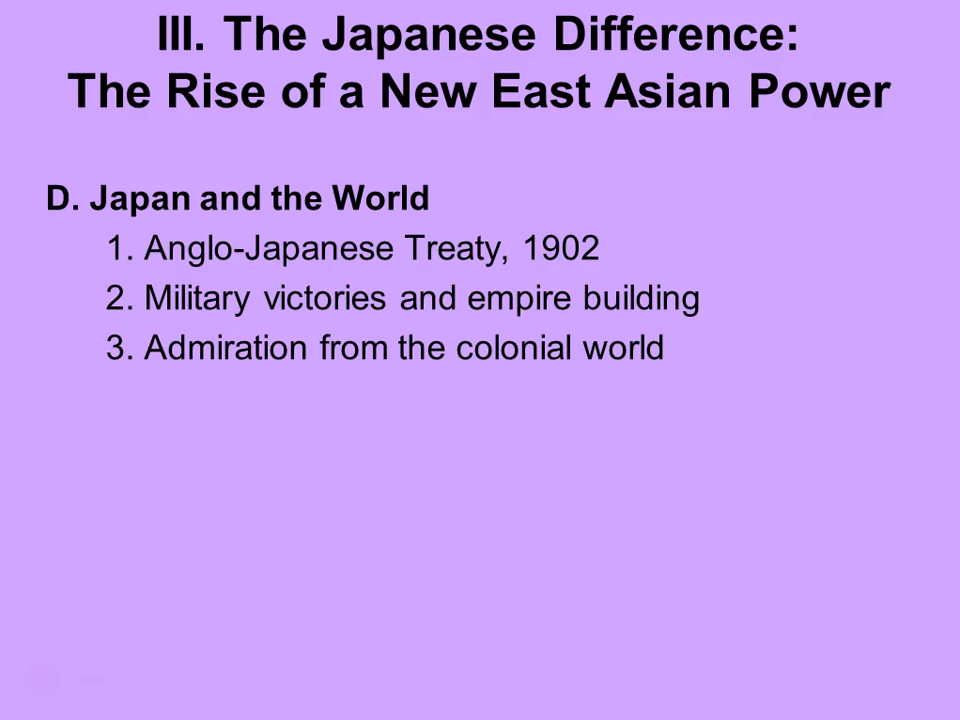 III. The Japanese Difference:
The Rise of a New East Asian Power
D. Japan and the World
1. Anglo-Japanese Treaty, 1902
2. Military victories and empire building
3. Admiration from the colonial world